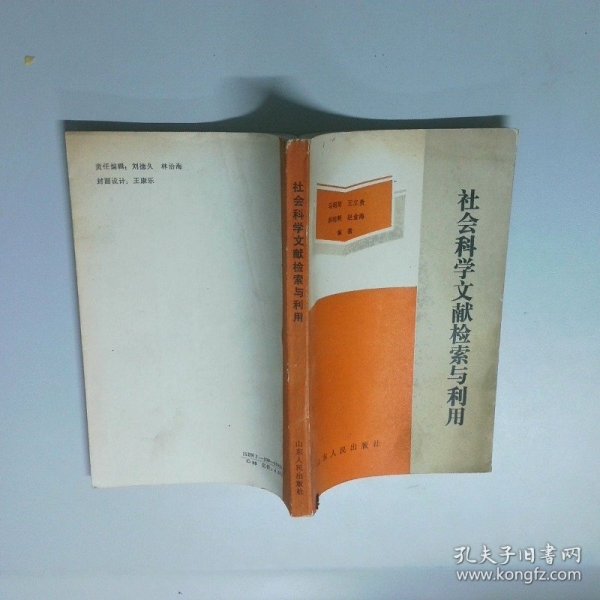 责任编辑：刘德久 林治海
封面设计：王康乐
社会科学文献检索与利用
山东人民出版社
编著
社会科学文献检索与利用
山东人民出版社
孔夫子旧书网
www.kongfz.com